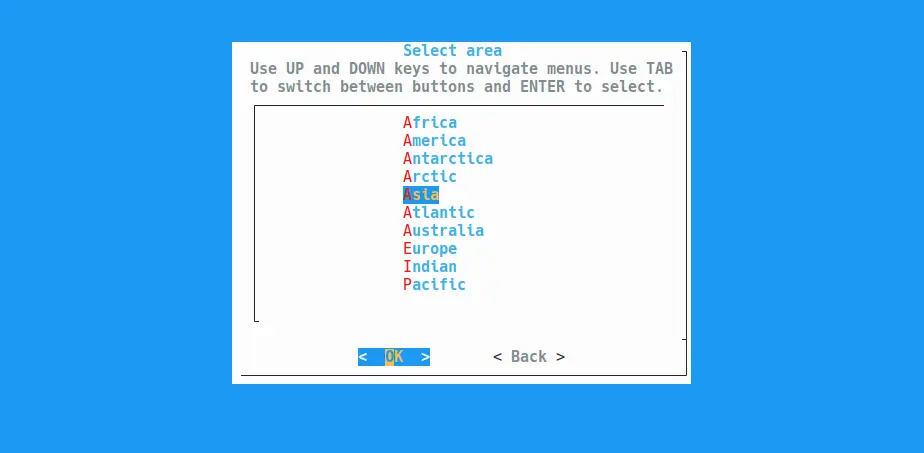 Select area
Use UP and DOWN keys to navigate menus. Use TAB
to switch between buttons and ENTER to select.
Africa
America
Antarctica
Arctic
Asia
Atlantic
Australia
Europe
Indian
Pacific
< OK > < Back >